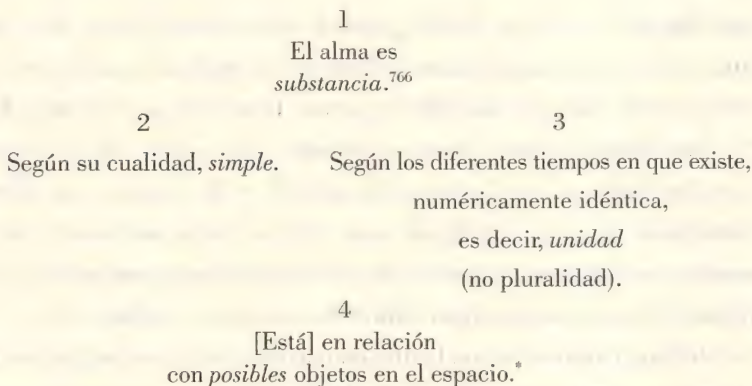 1
El alma es
substancia.766
2
Según su cualidad, simple.
3
Según los diferentes tiempos en que existe,
numéricamente idéntica,
es decir, unidad
(no pluralidad).
4
[Está] en relación
con posibles objetos en el espacio.*